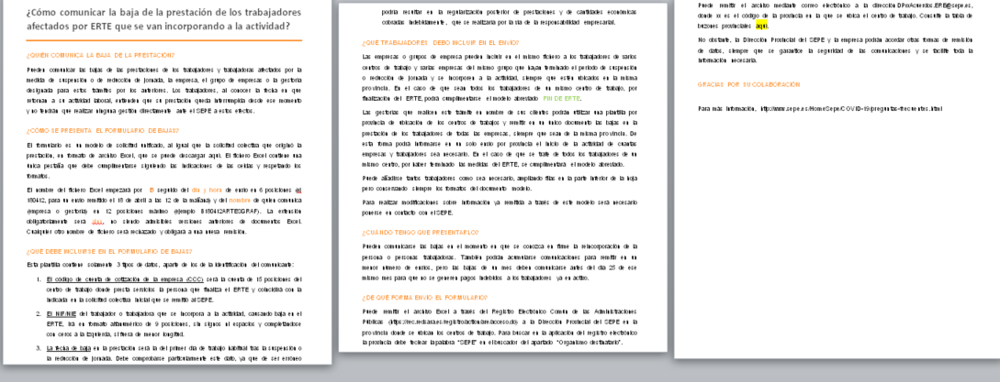 ¿Cómo comunicar la baja de la prestación de los trabajadores
afectados por ERTE que se van incorporando a la actividad?
¿QUIÉN COMUNICA LA BAJA DE LA PRESTACIÓN?
Pueden comunicar las bajas de las prestaciones de los trabajadores y trabajadoras afectados por la
medida de suspensión o de reducción de jornada, la empresa, el grupo de empresas o la gestoría
designada para estos trámites por los anteriores. Los trabajadores, al conocer la fecha en que
retornan a su actividad laboral, entienden que su prestación queda interrumpida desde ese momento
y no tendrán que realizar ninguna gestión directamente ante el SEPE a estos efectos.
¿CÓMO SE PRESENTA EL FORMULARIO DE BAJAS?
El formulario es un modelo de solicitud unificado, al igual que la solicitud colectiva que originó la
prestación, en formato de archivo Excel, que se puede descargar aquí. El fichero Excel contiene una
única pestaña que debe cumplimentarse siguiendo las indicaciones de las celdas y respetando los
formatos.
El nombre del fichero Excel empezará por B seguido del día y hora de envío en 6 posiciones (ej
180412, para un envío remitido el 18 de abril a las 12 de la mañana) y del nombre de quien comunica
(empresa o gestoría) en 12 posiciones máximo (ejemplo B180412ARTESGRAF). La extensión
obligatoriamente será xlsx, no siendo admisibles versiones anteriores de documentos Excel.
Cualquier otro nombre de fichero será rechazado y obligará a una nueva remisión.
¿QUÉ DEBE INCLUIRSE EN EL FORMULARIO DE BAJAS?
Esta plantilla contiene solamente 3 tipos de datos, aparte de los de la identificación del comunicante:
1. El código de cuenta de cotización de la empresa (CCC) será la cuenta de 15 posiciones del
centro de trabajo donde presta servicios la persona que finaliza el ERTE y coincidirá con la
indicada en la solicitud colectiva inicial que se remitió al SEPE.
2. El NIF/NIE del trabajador o trabajadora que se incorpora a la actividad, causando baja en el
ERTE, irá en formato alfanumérico de 9 posiciones, sin signos ni espacios y completándose
con ceros a la izquierda, si fuera de menor longitud.
3. La fecha de baja en la prestación será la del primer día de trabajo habitual tras la suspensión o
la reducción de jornada. Debe comprobarse particularmente este dato, ya que de ser erróneo
podría resultar en la regularización posterior de prestaciones y de cantidades económicas
cobradas indebidamente, que se realizaría por la vía de la responsabilidad empresarial.
¿QUÉ TRABAJADORES DEBO INCLUIR EN EL ENVÍO?
Las empresas o grupos de empresa pueden incluir en el mismo fichero a los trabajadores de varios
centros de trabajo y varias empresas del mismo grupo que hayan terminado el periodo de suspensión
o reducción de jornada y se incorporen a la actividad, siempre que estén ubicados en la misma
provincia. En el caso de que sean todos los trabajadores de un mismo centro de trabajo, por
finalización del ERTE, podrá cumplimentarse el modelo abreviado FIN DE ERTE.
Las gestorías que realicen este trámite en nombre de sus clientes podrán utilizar una plantilla por
provincia de ubicación de los centros de trabajos y remitir en un único documento las bajas en la
prestación de los trabajadores de todas las empresas, siempre que sean de la misma provincia. De
esta forma podrá informarse en un solo envío por provincia el inicio de la actividad de cuantas
empresas y trabajadores sea necesario. En el caso de que se trate de todos los trabajadores de un
mismo centro, por haber terminado las medidas del ERTE, se cumplimentará el modelo abreviado.
Puede añadirse tantos trabajadores como sea necesario, ampliando filas en la parte inferior de la hoja
pero conservando siempre los formatos del documento modelo.
Para realizar modificaciones sobre información ya remitida a través de este modelo será necesario
ponerse en contacto con el SEPE.
¿CUÁNDO TENGO QUE PRESENTARLO?
Pueden comunicarse las bajas en el momento en que se conozca en firme la reincorporación de la
persona o personas trabajadoras. También podrán acumularse comunicaciones para remitir en un
menor número de envíos, pero las bajas de un mes deben comunicarse antes del día 25 de ese
mismo mes para que no se generen pagos indebidos a los trabajadores ya en activo.
¿DE QUÉ FORMA ENVÍO EL FORMULARIO?
Puede remitir el archivo Excel a través del Registro Electrónico Común de las Administraciones
Públicas (https://rec.redsara.es/registro/action/are/acceso.do) a la Dirección Provincial del SEPE en la
provincia donde se ubican los centros de trabajo. Para buscar en la aplicación del registro electrónico
la provincia debe teclear la palabra "SEPE" en el buscador del apartado "Organismo destinatario".
Puede remitir el archivo mediante correo electrónico a la dirección DPxxAcuerdos.ERE@sepe.es,
donde xx es el código de la provincia en la que se ubica el centro de trabajo. Consulte la tabla de
buzones provinciales aquí.
No obstante, la Dirección Provincial del SEPE y la empresa podrán acordar otras formas de remisión
de datos, siempre que se garantice la seguridad de las comunicaciones y se facilite toda la
información necesaria.
GRACIAS POR SU COLABORACIÓN
Para más información, http://www.sepe.es/HomeSepe/COVID-19/preguntas-frecuentes.html